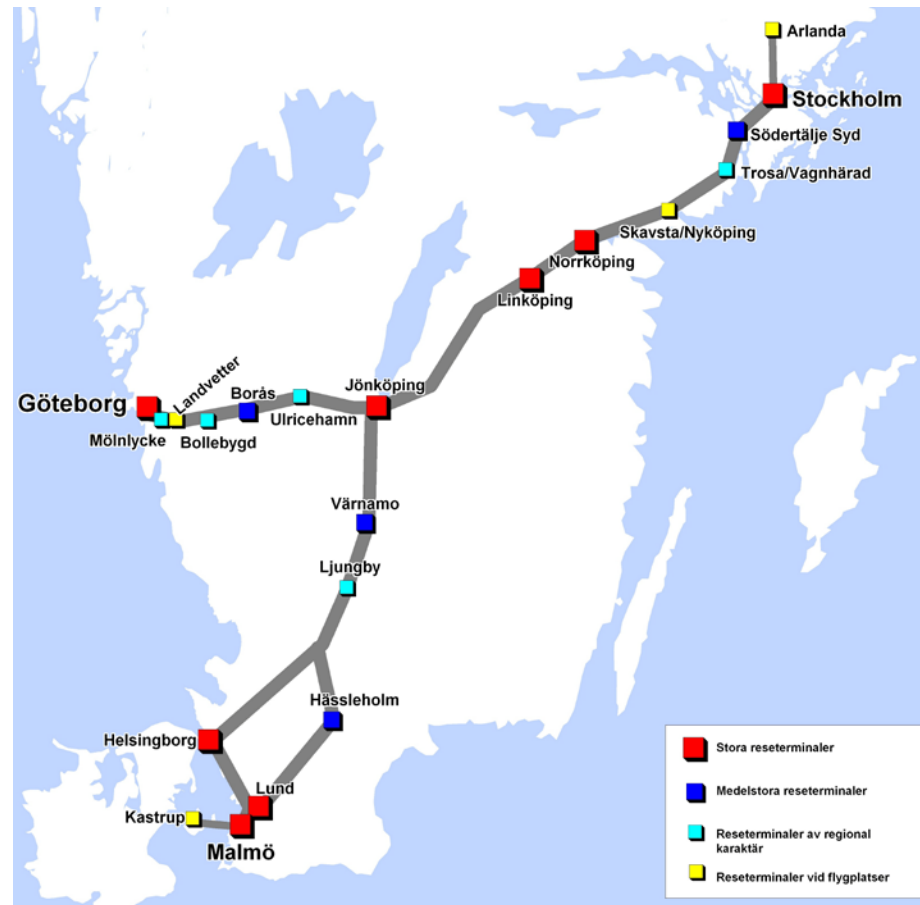 Arlanda
Stockholm
Södertälje Syd
Trosa/Vagnhärad
Skavsta/Nyköping
Norrköping
Linköping
Jönköping
Landvetter
Borås
Göteborg
Ulricehamn
Mölnlycke
Bollebygd
Värnamo
Ljungby
Hässleholm
Helsingborg
Lund
Kastrup
Malmö
Stora reseterminaler
Medelstora reseterminaler
Reseterminaler av regional
karaktär
Reseterminaler vid flygplatser